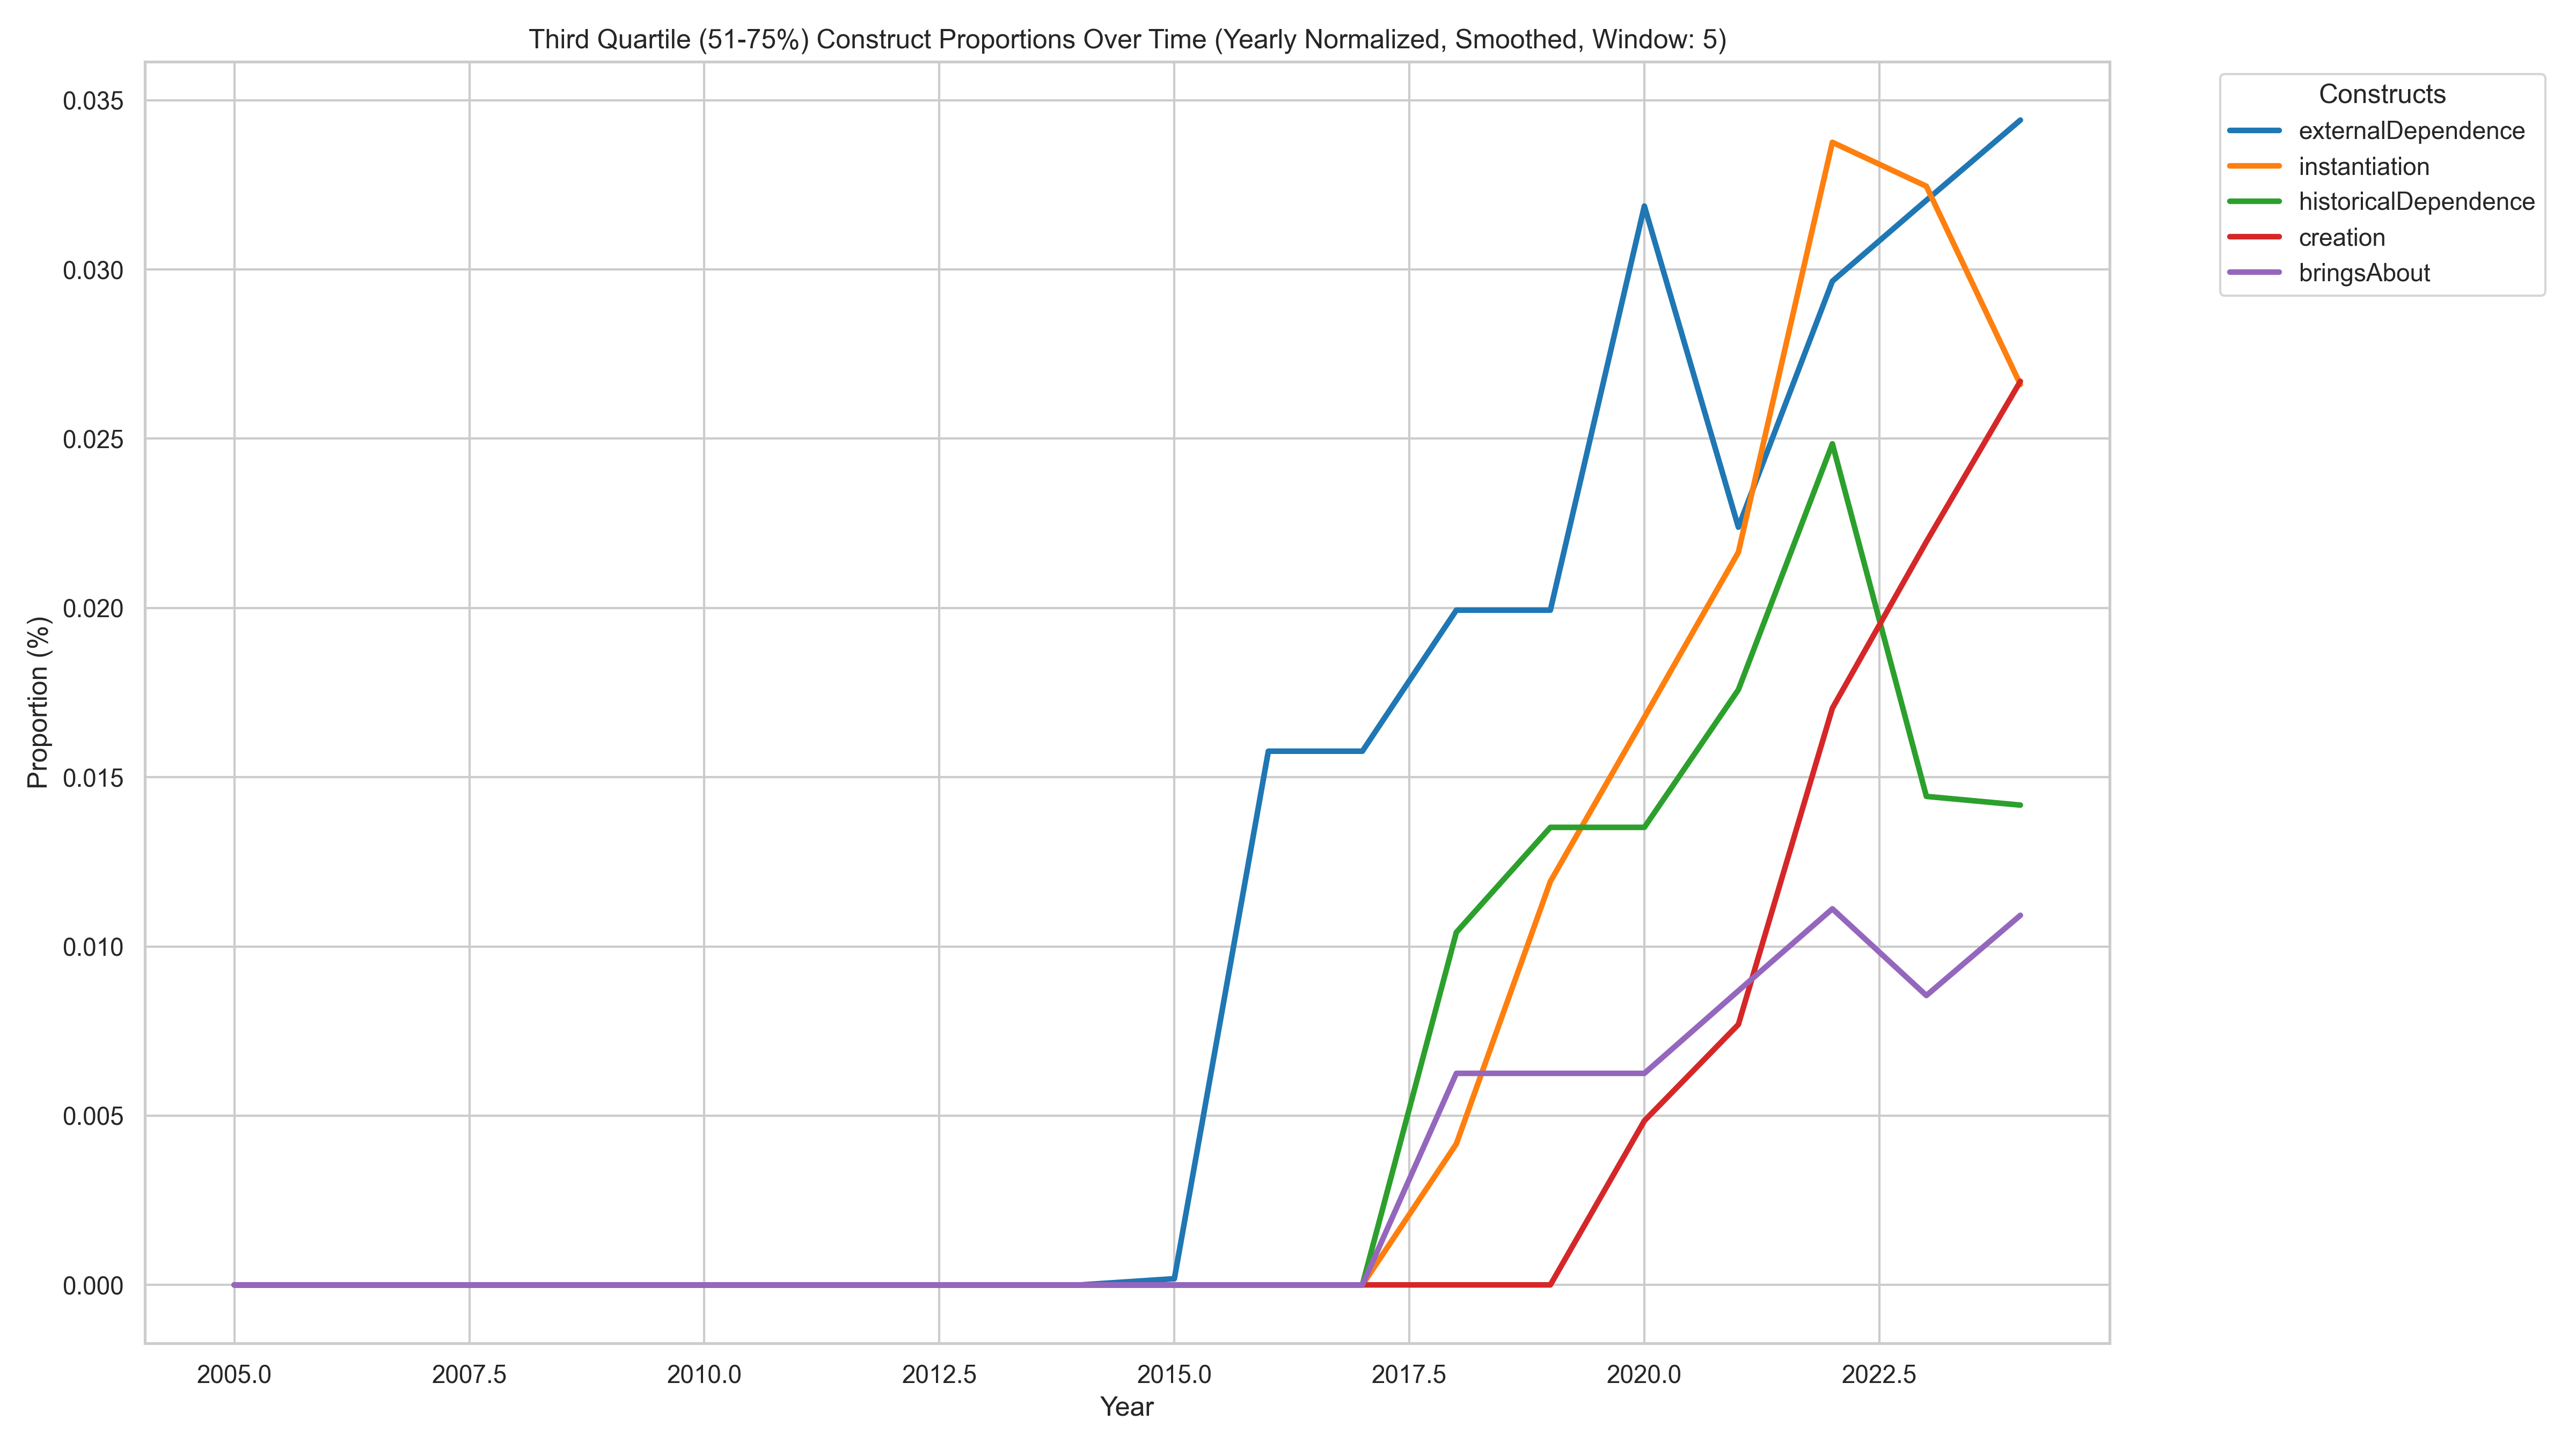 Third Quartile (51-75%) Construct Proportions Over Time (Yearly Normalized, Smoothed, Window: 5)
Constructs
externalDependence
instantiation
historicalDependence
creation
bringsAbout
Proportion (%)
0.035
0.030
0.025
0.020
0.015
0.010
0.005
0.000
2005.0 2007.5 2010.0 2012.5 2015.0 2017.5 2020.0 2022.5
Year